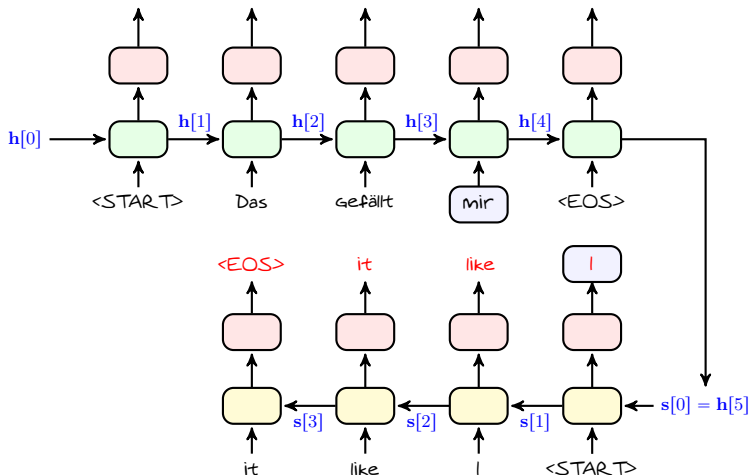 h[0] h[1] h[2] h[3] h[4]
<START> Das Gefällt mir <EOS>
<EOS> it like I
s[3] s[2] s[1] s[0] = h[5]
it like I <START>